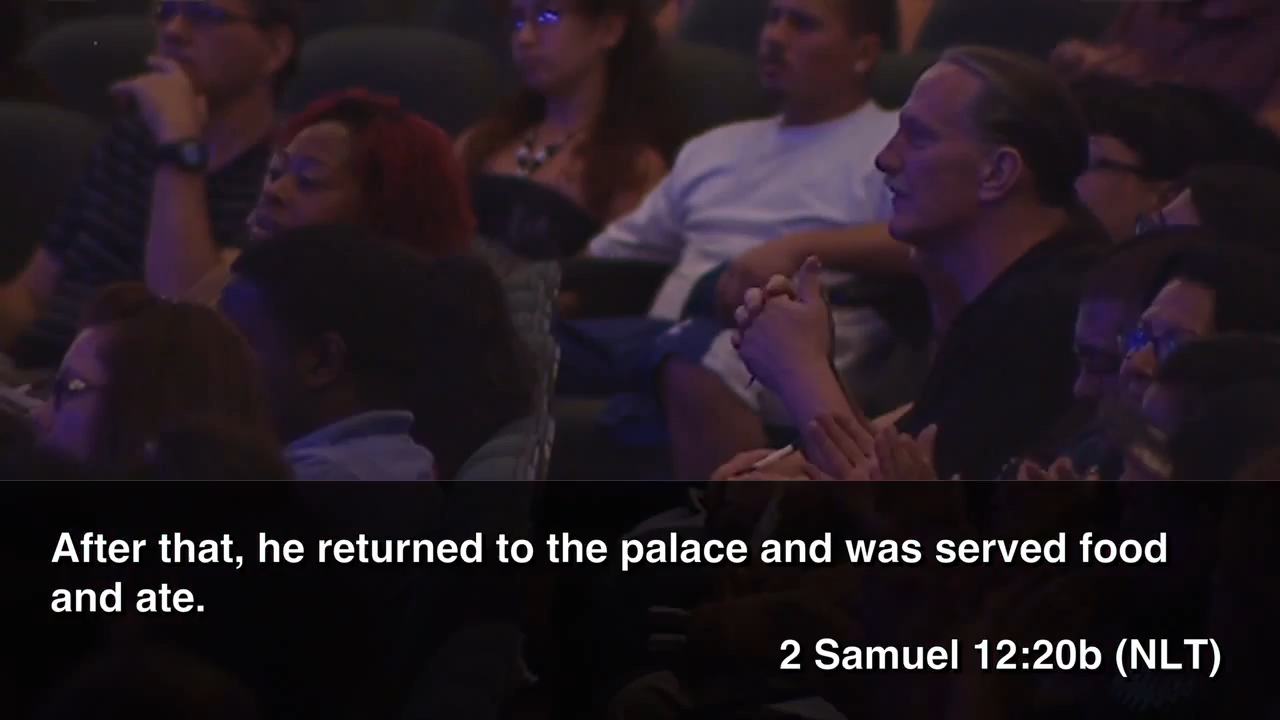 After that, he returned to the palace and was served food
and ate.
2 Samuel 12:20b (NLT)